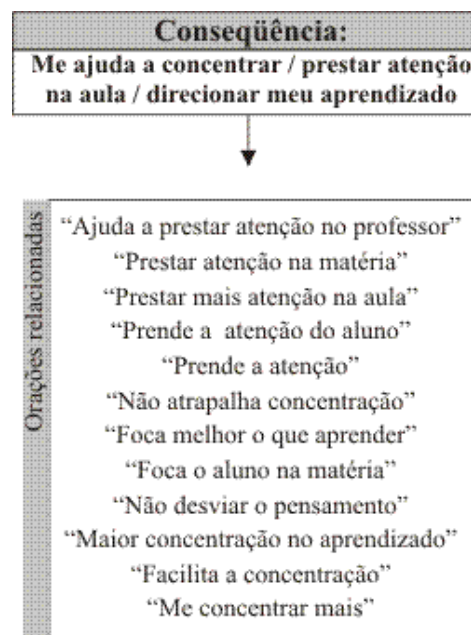 Conseqüência:
Me ajuda a concentrar / prestar atenção
na aula / direcionar meu aprendizado
Orações relacionadas
“Ajuda a prestar atenção no professor”
“Prestar atenção na matéria”
“Prestar mais atenção na aula”
“Prende a atenção do aluno”
“Prende a atenção”
“Não atrapalha concentração”
“Foca melhor o que aprender”
“Foca o aluno na matéria”
“Não desviar o pensamento”
“Maior concentração no aprendizado”
“Facilita a concentração”
“Me concentrar mais”